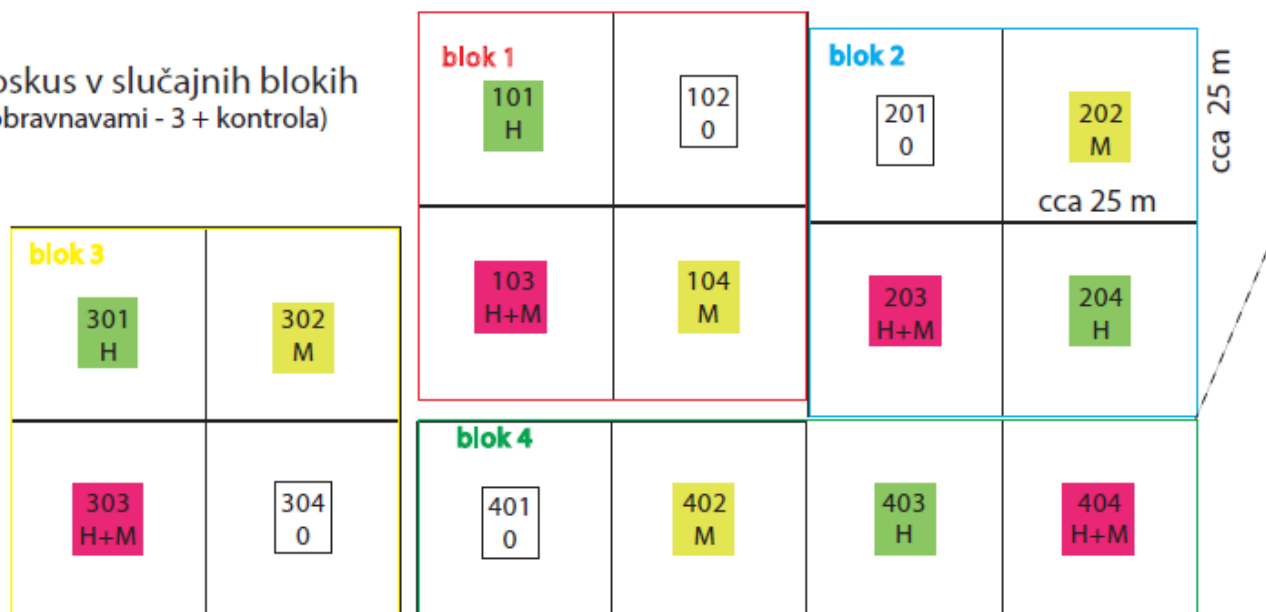 oskus v slučajnih blokih
obravnavami - 3 + kontrola)
blok 1
101
H
102
0
103
H+M
104
M
blok 2
201
0
202
M
cca 25 m
cca 25 m
203
H+M
204
H
blok 3
301
H
302
M
303
H+M
304
0
blok 4
401
0
402
M
403
H
404
H+M